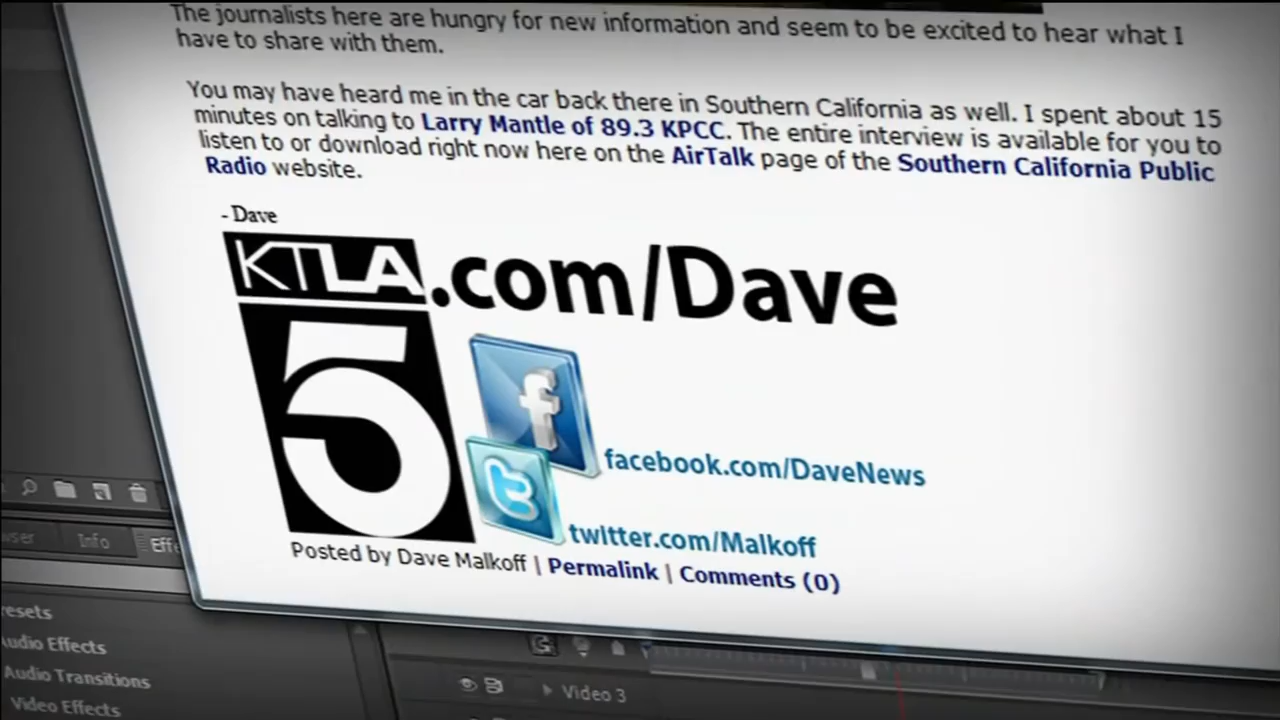 The journalists here are hungry for new information and seem to be excited to hear what I
have to share with them.
You may have heard me in the car back there in Southern California as well. I spent about 15
minutes on talking to Larry Mantle of 89.3 KPCC. The entire interview is available for you to
listen to or download right now here on the AirTalk page of the Southern California Public
Radio website.
- Dave
KTLA.com/Dave
5
facebook.com/DaveNews
twitter.com/Malkoff
Posted by Dave Malkoff | Permalink | Comments (0)
Info
Audio Effects
Audio Transitions
Video Effects
Video 3